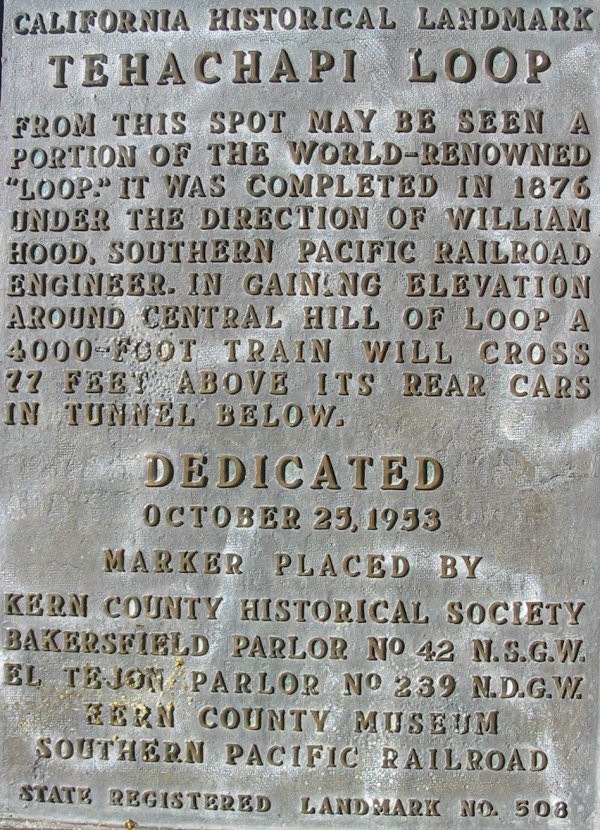 CALIFORNIA HISTORICAL LANDMARK
TEHACHAPI LOOP
FROM THIS SPOT MAY BE SEEN A
PORTION OF THE WORLD-RENOWNED
"LOOP." IT WAS COMPLETED IN 1876
UNDER THE DIRECTION OF WILLIAM
HOOD, SOUTHERN PACIFIC RAILROAD
ENGINEER. IN GAINING ELEVATION
AROUND CENTRAL HILL OF LOOP A
4000-FOOT TRAIN WILL CROSS
77 FEET ABOVE ITS REAR CARS
IN TUNNEL BELOW.
DEDICATED
OCTOBER 25, 1953
MARKER PLACED BY
KERN COUNTY HISTORICAL SOCIETY
BAKERSFIELD PARLOR Nº 42 N.S.G.W.
EL TEJON PARLOR Nº 239 N.D.G.W.
KERN COUNTY MUSEUM
SOUTHERN PACIFIC RAILROAD
STATE REGISTERED LANDMARK NO. 508